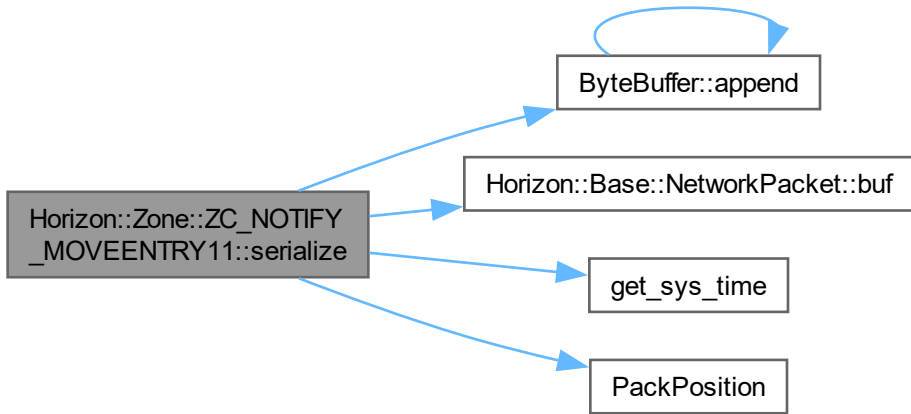 Horizon::Zone::ZC_NOTIFY
_MOVEENTRY11::serialize
ByteBuffer::append
Horizon::Base::NetworkPacket::buf
get_sys_time
PackPosition